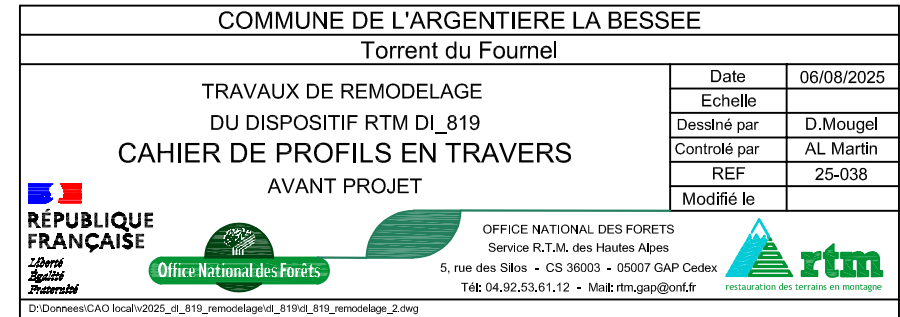 COMMUNE DE L'ARGENTIERE LA BESSEE
Torrent du Fournel
TRAVAUX DE REMODELAGE
DU DISPOSITIF RTM DI_819
CAHIER DE PROFILS EN TRAVERS
AVANT PROJET
Date 06/08/2025
Echelle
Dessiné par D.Mougel
Controlé par AL Martin
REF 25-038
Modifié le
RÉPUBLIQUE
FRANÇAISE
Liberté
Égalité
Fraternité
Office National des Forêts
OFFICE NATIONAL DES FORETS
Service R.T.M. des Hautes Alpes
5, rue des Silos - CS 36003 - 05007 GAP Cedex
Tél: 04.92.53.61.12 - Mail: rtm.gap@onf.fr
rtm
restauration des terrains en montagne
D:\Donnees\CAO local\v2025_di_819_remodelage\di_819\di_819_remodelage_2.dwg